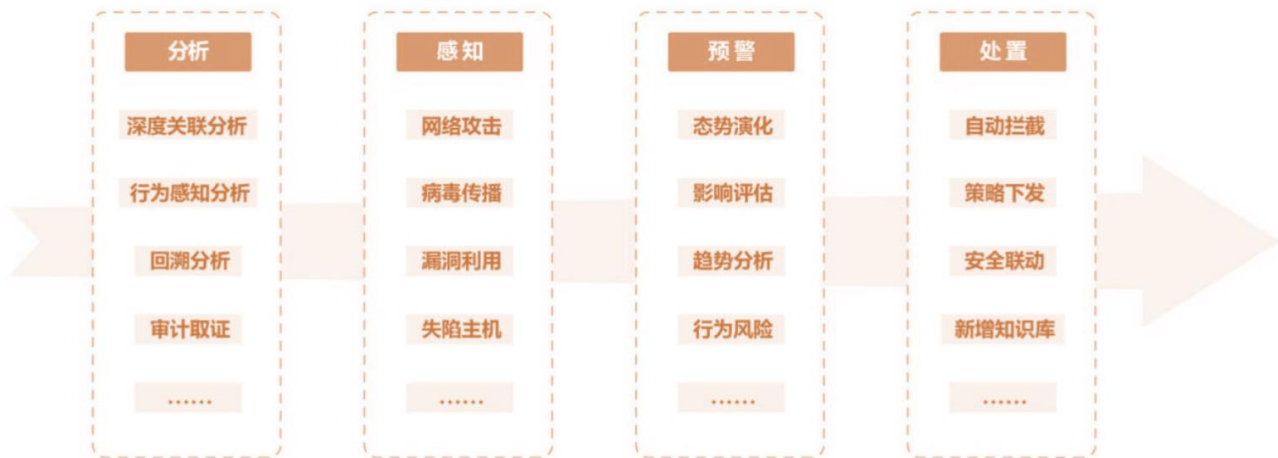 分析
深度关联分析
行为感知分析
回溯分析
审计取证
......
感知
网络攻击
病毒传播
漏洞利用
失陷主机
......
预警
态势演化
影响评估
趋势分析
行为风险
......
处置
自动拦截
策略下发
安全联动
新增知识库
......